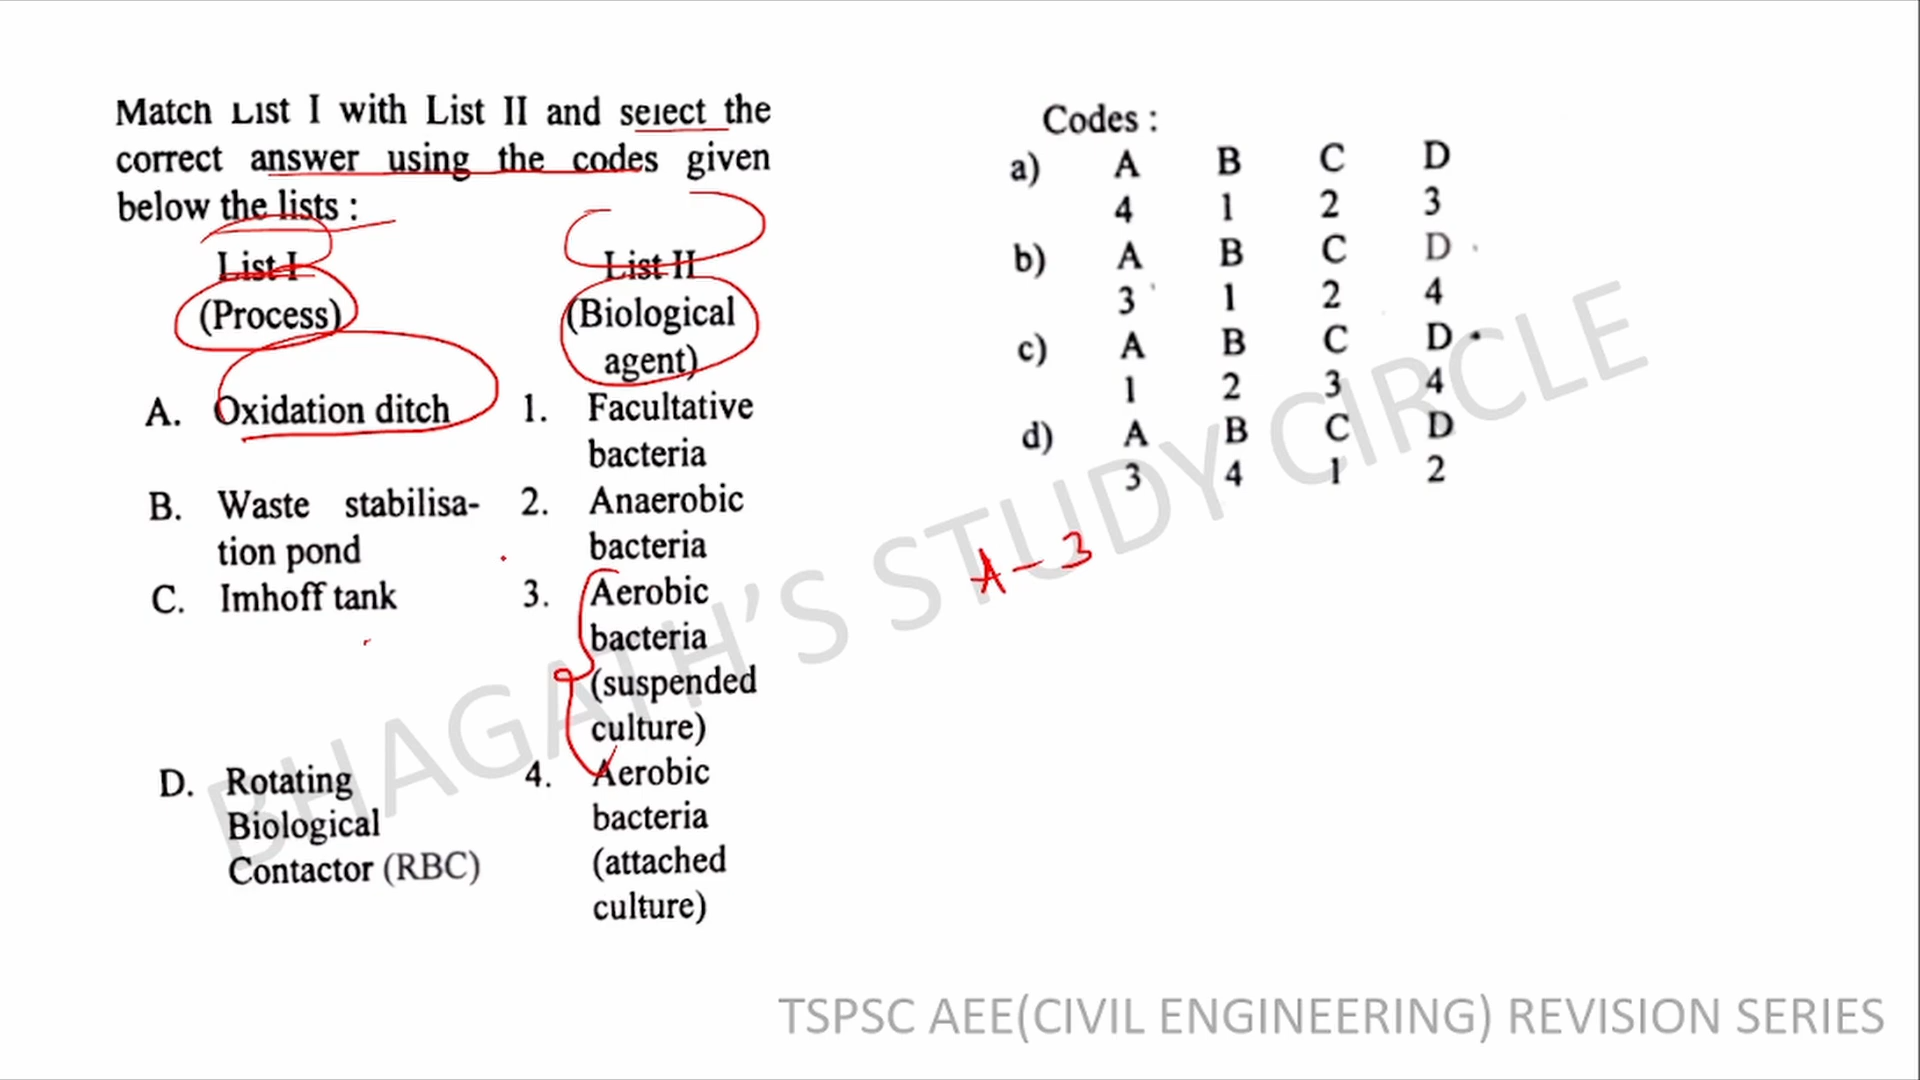 Match List I with List II and select the
correct answer using the codes given
below the lists :
List I
(Process)
List II
(Biological
agent)
A. Oxidation ditch
1. Facultative
bacteria
B. Waste stabilisa-
tion pond
2. Anaerobic
bacteria
C. Imhoff tank
3. Aerobic
bacteria
(suspended
culture)
D. Rotating
Biological
Contactor (RBC)
4. Aerobic
bacteria
(attached
culture)
Codes :
a) A B C D
4 1 2 3
b) A B C D
3 1 2 4
c) A B C D
1 2 3 4
d) A B C D
3 4 1 2
A - 3
BHAGATH'S STUDY CIRCLE
TSPSC AEE(CIVIL ENGINEERING) REVISION SERIES